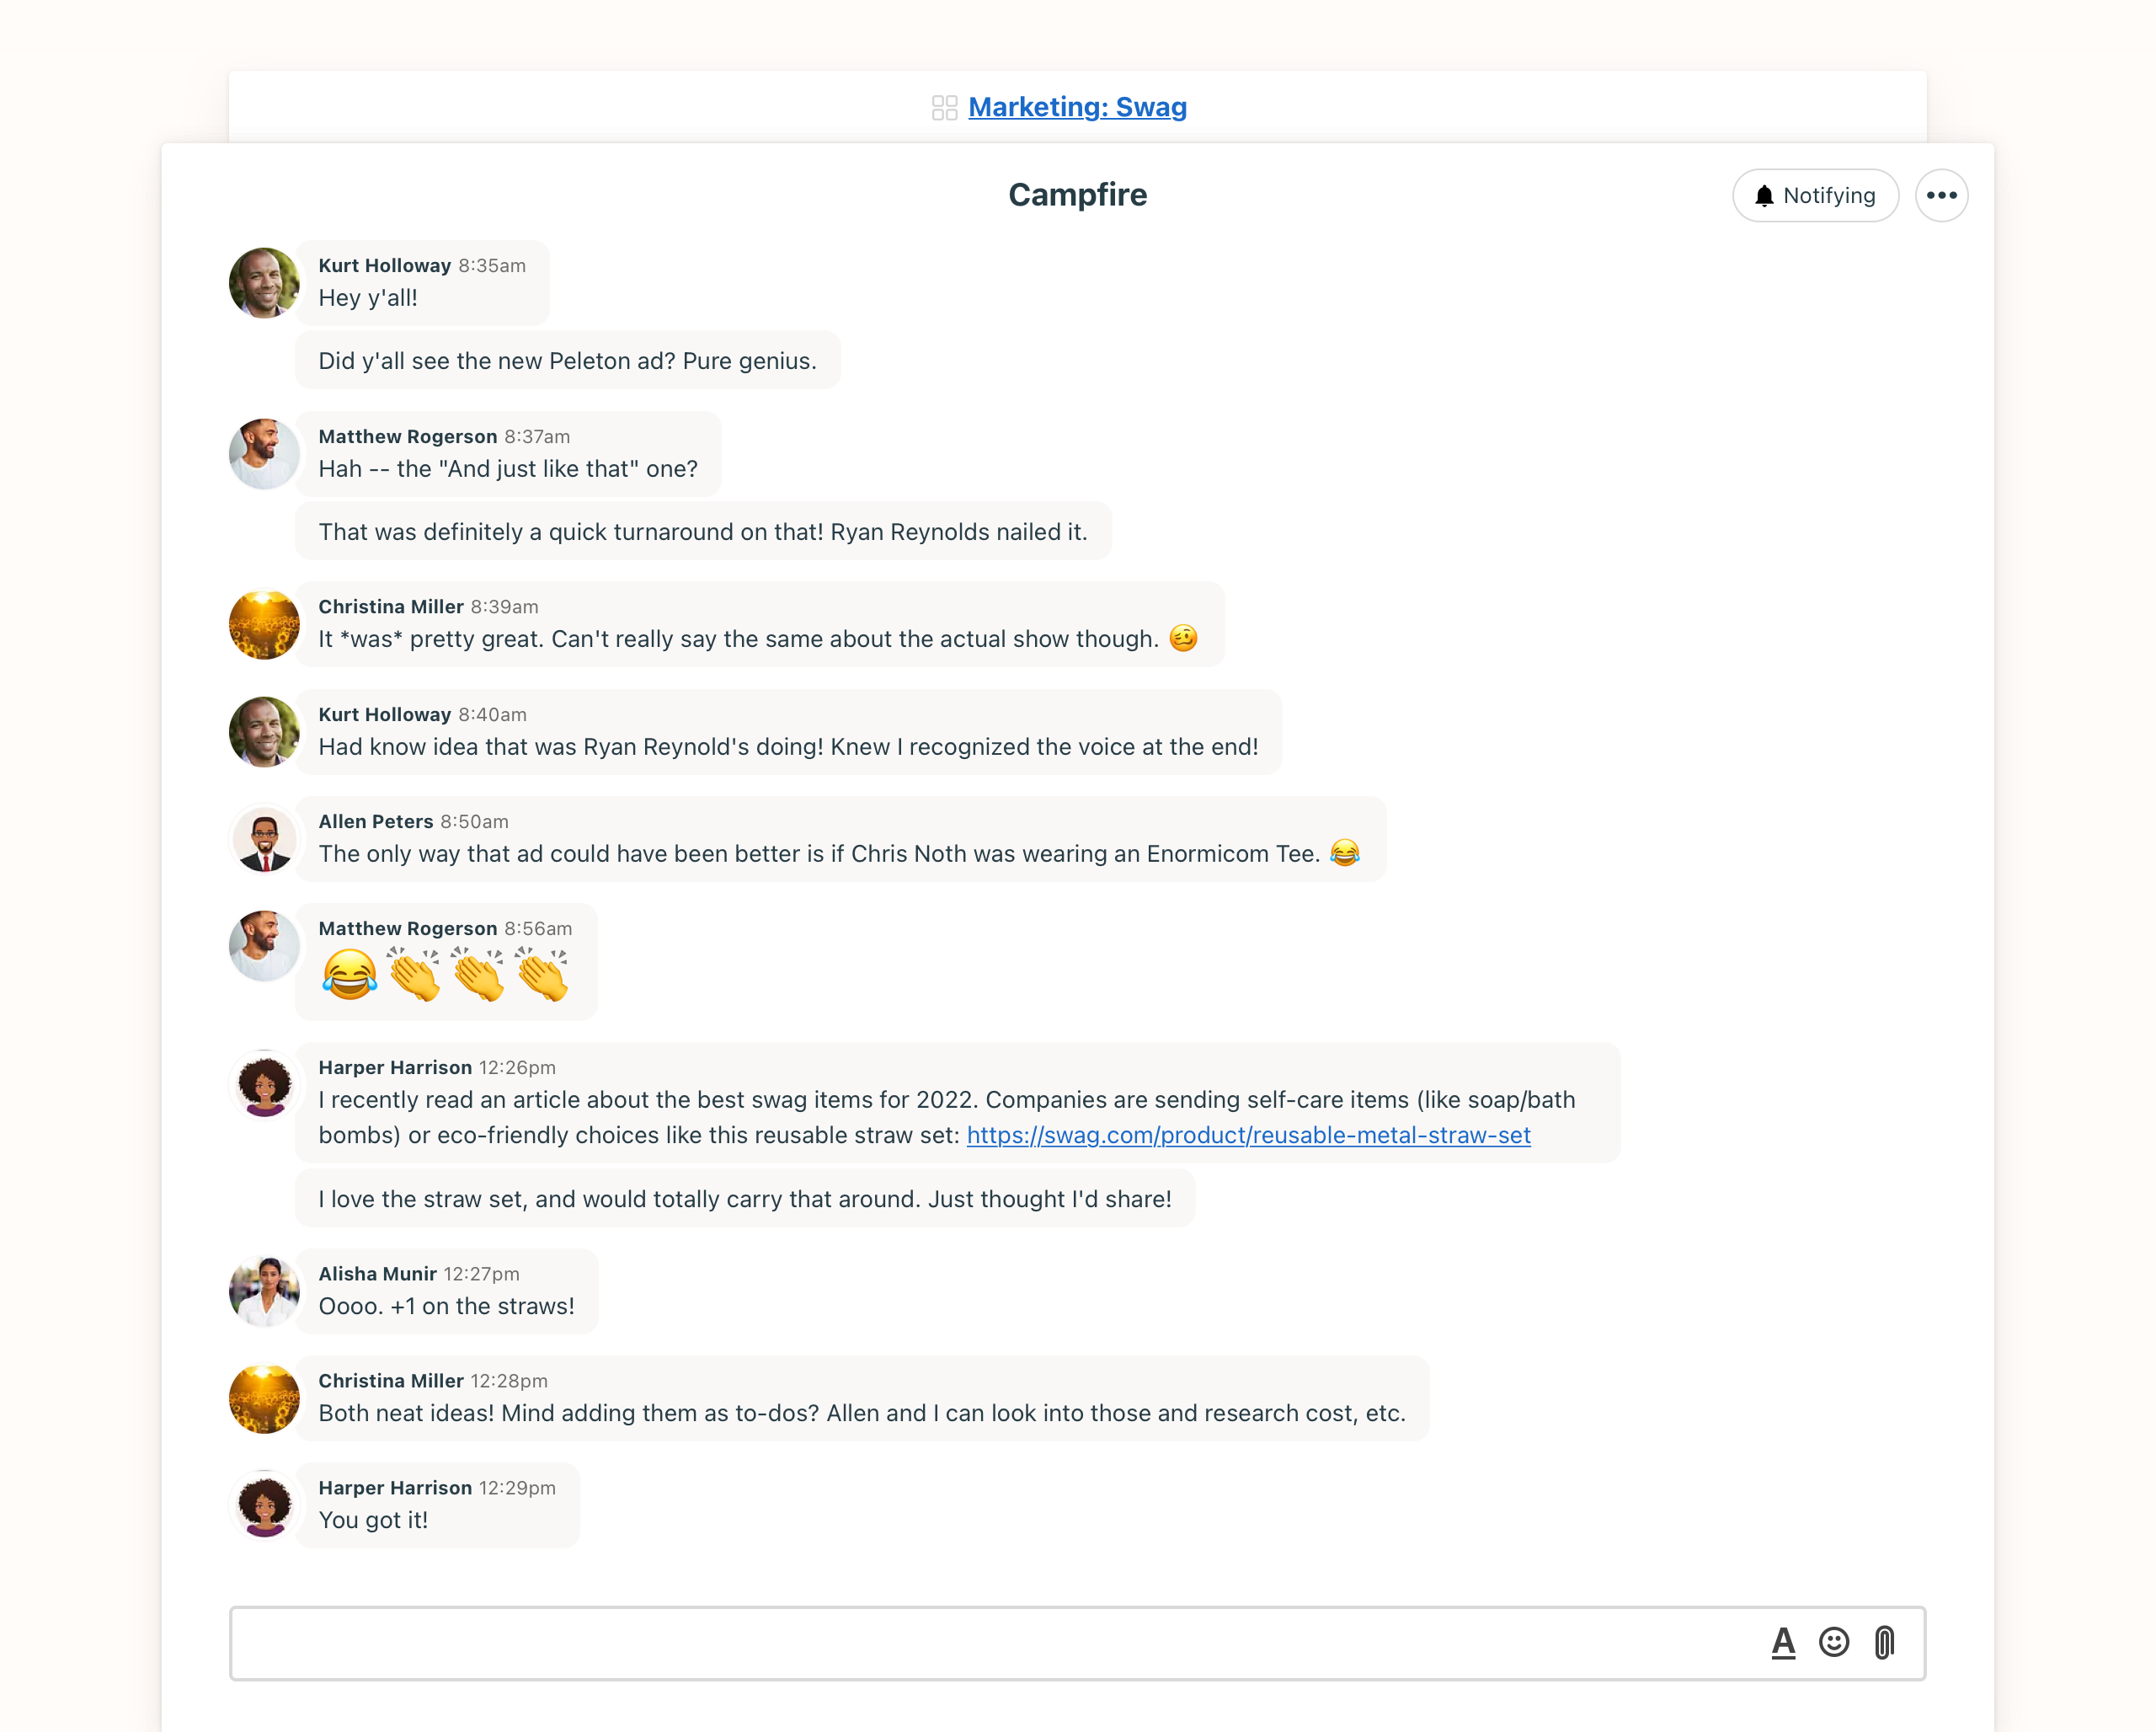 Marketing: Swag
Campfire
Notifying
Kurt Holloway 8:35am
Hey y'all!
Did y'all see the new Peleton ad? Pure genius.
Matthew Rogerson 8:37am
Hah -- the "And just like that" one?
That was definitely a quick turnaround on that! Ryan Reynolds nailed it.
Christina Miller 8:39am
It *was* pretty great. Can't really say the same about the actual show though. 🥴
Kurt Holloway 8:40am
Had know idea that was Ryan Reynold's doing! Knew I recognized the voice at the end!
Allen Peters 8:50am
The only way that ad could have been better is if Chris Noth was wearing an Enormicom Tee. 😂
Matthew Rogerson 8:56am
😂👏👏👏
Harper Harrison 12:26pm
I recently read an article about the best swag items for 2022. Companies are sending self-care items (like soap/bath
bombs) or eco-friendly choices like this reusable straw set: https://swag.com/product/reusable-metal-straw-set
I love the straw set, and would totally carry that around. Just thought I'd share!
Alisha Munir 12:27pm
Oooo. +1 on the straws!
Christina Miller 12:28pm
Both neat ideas! Mind adding them as to-dos? Allen and I can look into those and research cost, etc.
Harper Harrison 12:29pm
You got it!
A